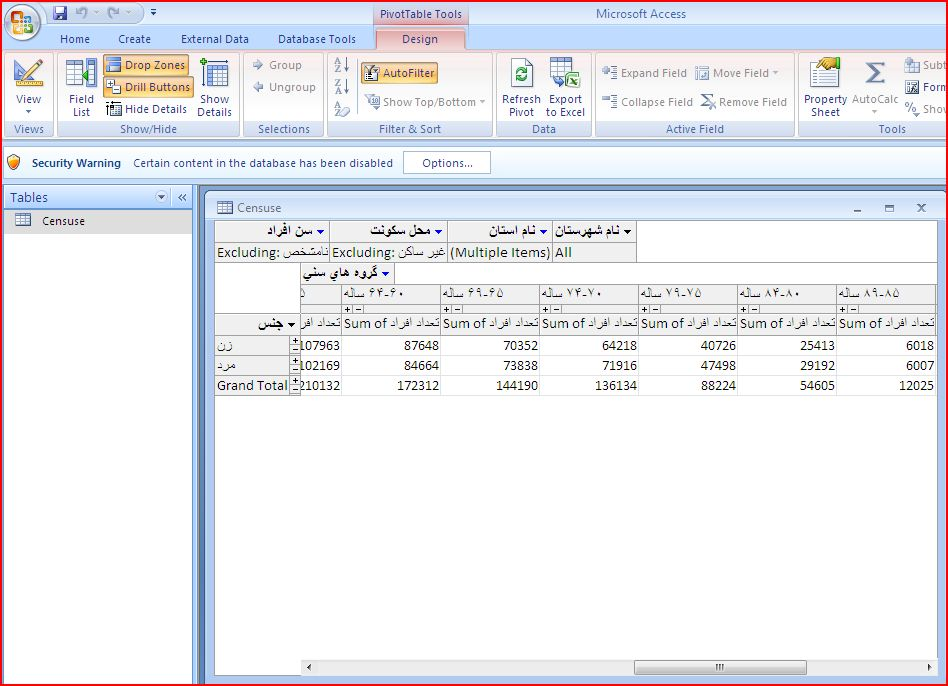 PivotTable Tools
Microsoft Access
Home
Create
External Data
Database Tools
Design
View
Views
Field List
Drop Zones
Drill Buttons
Hide Details
Show Details
Show/Hide
Group
Ungroup
Selections
AutoFilter
Show Top/Bottom
Filter & Sort
Refresh Pivot
Export to Excel
Data
Expand Field
Collapse Field
Move Field
Remove Field
Active Field
Property Sheet
AutoCalc
Tools
Security Warning
Certain content in the database has been disabled
Options...
Tables
Censuse
Censuse
سن افراد محل سکونت نام استان نام شهرستان
Excluding: نامشخص Excluding: غیر ساکن (Multiple Items) All
گروه هاي سني
۶۴-۶۰ ساله ۶۹-۶۵ ساله ۷۴-۷۰ ساله ۷۹-۷۵ ساله ۸۴-۸۰ ساله ۸۹-۸۵ ساله
جنس Sum of تعداد افراد Sum of تعداد افراد Sum of تعداد افراد Sum of تعداد افراد Sum of تعداد افراد Sum of تعداد افراد
زن 107963 87648 70352 64218 40726 25413 6018
مرد 102169 84664 73838 71916 47498 29192 6007
Grand Total 210132 172312 144190 136134 88224 54605 12025